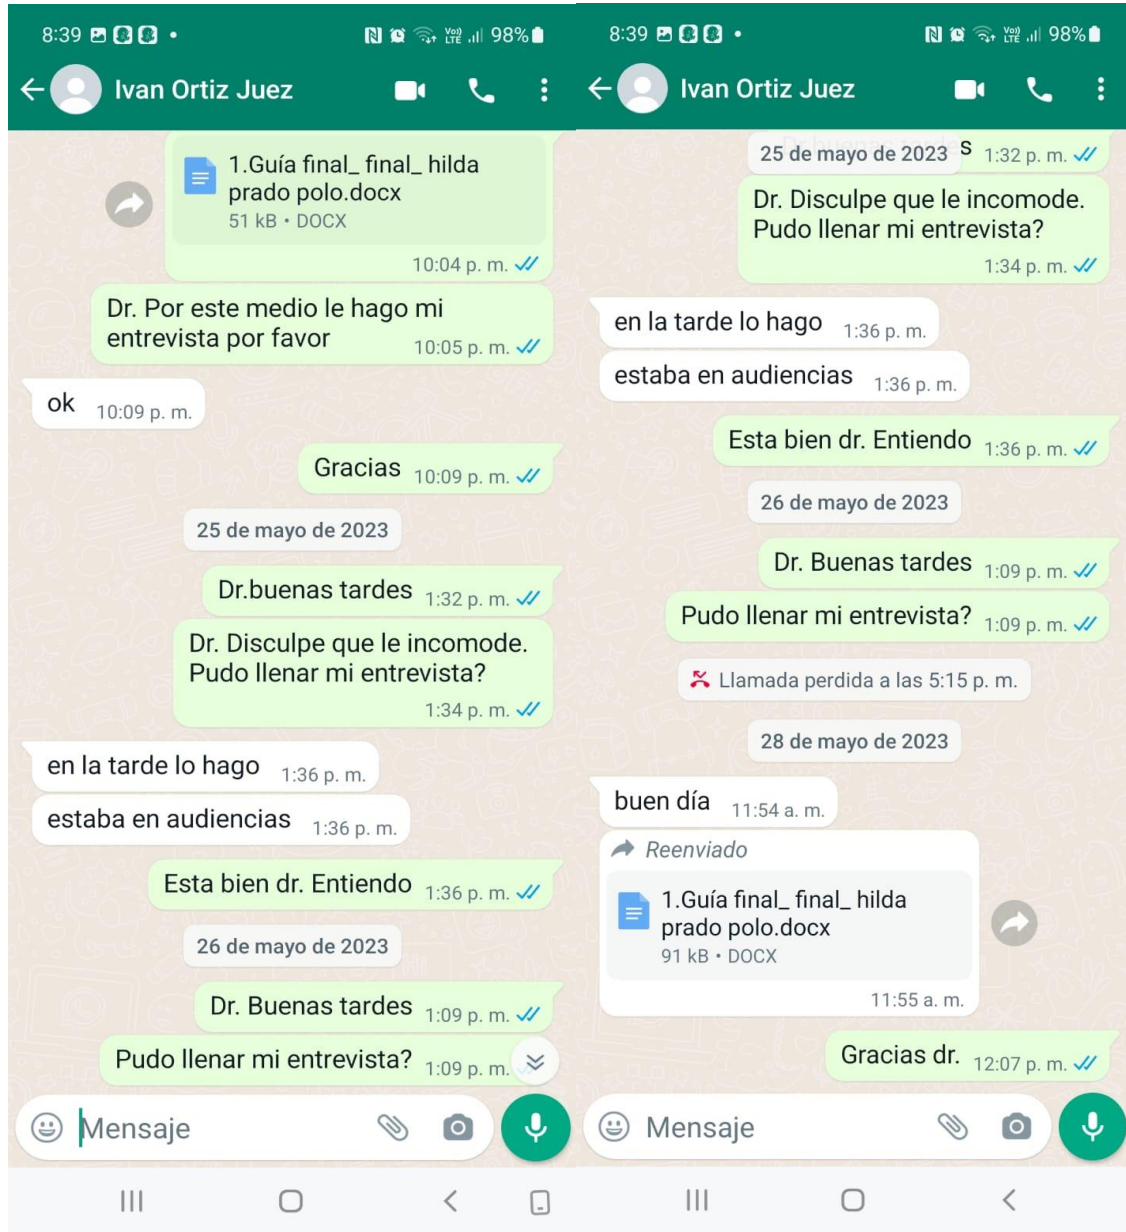 8:39
98%
Ivan Ortiz Juez
1.Guía final_ final_ hilda
prado polo.docx
51 kB • DOCX
10:04 p. m.
Dr. Por este medio le hago mi
entrevista por favor
10:05 p. m.
ok 10:09 p. m.
Gracias 10:09 p. m.
25 de mayo de 2023
Dr.buenas tardes 1:32 p. m.
Dr. Disculpe que le incomode.
Pudo llenar mi entrevista?
1:34 p. m.
en la tarde lo hago 1:36 p. m.
estaba en audiencias 1:36 p. m.
Esta bien dr. Entiendo 1:36 p. m.
26 de mayo de 2023
Dr. Buenas tardes 1:09 p. m.
Pudo llenar mi entrevista? 1:09 p. m.
Mensaje
8:39
98%
Ivan Ortiz Juez
25 de mayo de 2023 s 1:32 p. m.
Dr. Disculpe que le incomode.
Pudo llenar mi entrevista?
1:34 p. m.
en la tarde lo hago 1:36 p. m.
estaba en audiencias 1:36 p. m.
Esta bien dr. Entiendo 1:36 p. m.
26 de mayo de 2023
Dr. Buenas tardes 1:09 p. m.
Pudo llenar mi entrevista? 1:09 p. m.
Llamada perdida a las 5:15 p. m.
28 de mayo de 2023
buen día 11:54 a. m.
Reenviado
1.Guía final_ final_ hilda
prado polo.docx
91 kB • DOCX
11:55 a. m.
Gracias dr. 12:07 p. m.
Mensaje